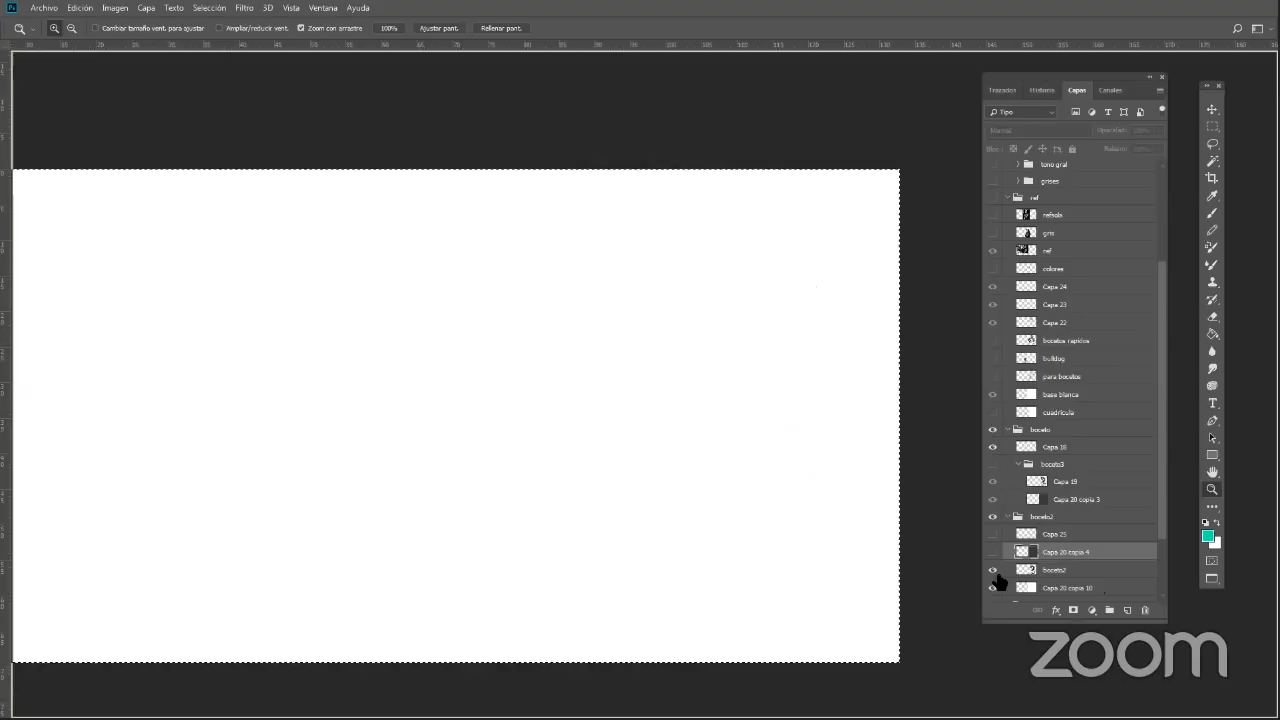 Ps Archivo Edición Imagen Capa Texto Selección Filtro 3D Vista Ventana Ayuda
Cambiar tamaño vent. para ajustar Ampliar/reducir vent. Zoom con arrastre 100% Ajustar pant. Rellenar pant.
Trazados Historia Capas Canales
Tipo
Normal Opacidad: 100%
Bloq.: Relleno: 100%
tono gral
grises
ref
refsola
gris
ref
colores
Capa 24
Capa 23
Capa 22
bocetos rapidos
bulldog
para bocetos
base blanca
cuadrícula
boceto
Capa 18
boceto3
Capa 19
Capa 20 copia 3
boceto2
Capa 25
Capa 20 copia 4
boceto2
Capa 20 copia 10
zoom